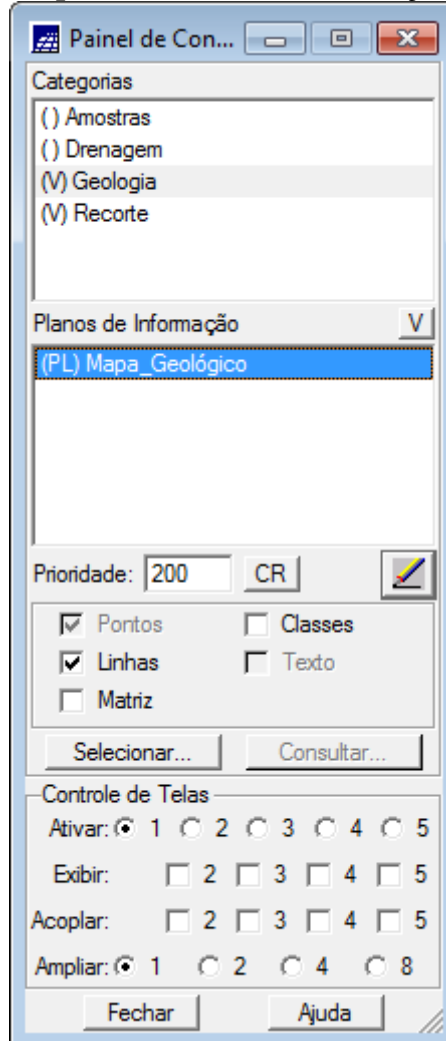 Painel de Con...
Categorias
( ) Amostras
( ) Drenagem
(V) Geologia
(V) Recorte
Planos de Informação V
(PL) Mapa_Geológico
Prioridade: 200 CR
Pontos Classes
Linhas Texto
Matriz
Selecionar... Consultar...
Controle de Telas
Ativar: 1 2 3 4 5
Exibir: 2 3 4 5
Acoplar: 2 3 4 5
Ampliar: 1 2 4 8
Fechar Ajuda